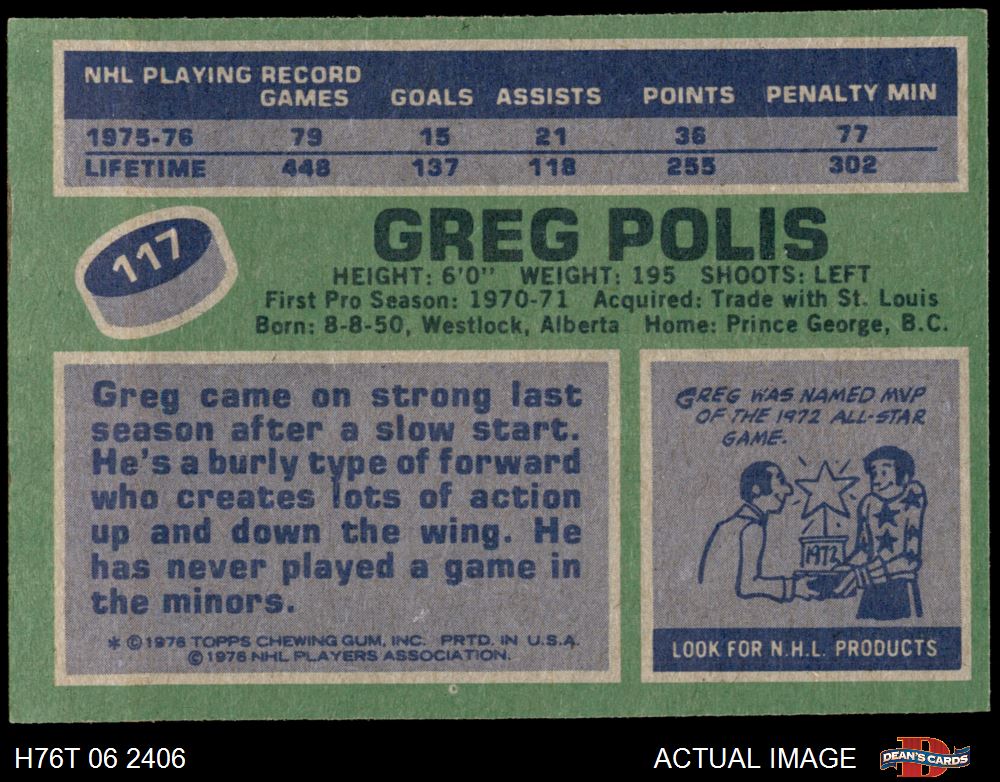 NHL PLAYING RECORD
GAMES GOALS ASSISTS POINTS PENALTY MIN
1975-76 79 15 21 36 77
LIFETIME 448 137 118 255 302
117
GREG POLIS
HEIGHT: 6'0" WEIGHT: 195 SHOOTS: LEFT
First Pro Season: 1970-71 Acquired: Trade with St. Louis
Born: 8-8-50, Westlock, Alberta Home: Prince George, B.C.
Greg came on strong last
season after a slow start.
He's a burly type of forward
who creates lots of action
up and down the wing. He
has never played a game in
the minors.
* © 1976 TOPPS CHEWING GUM, INC. PRTD. IN U.S.A.
© 1976 NHL PLAYERS ASSOCIATION.
GREG WAS NAMED MVP
OF THE 1972 ALL-STAR
GAME.
1972
LOOK FOR N.H.L. PRODUCTS
H76T 06 2406
ACTUAL IMAGE
DEAN'S CARDS